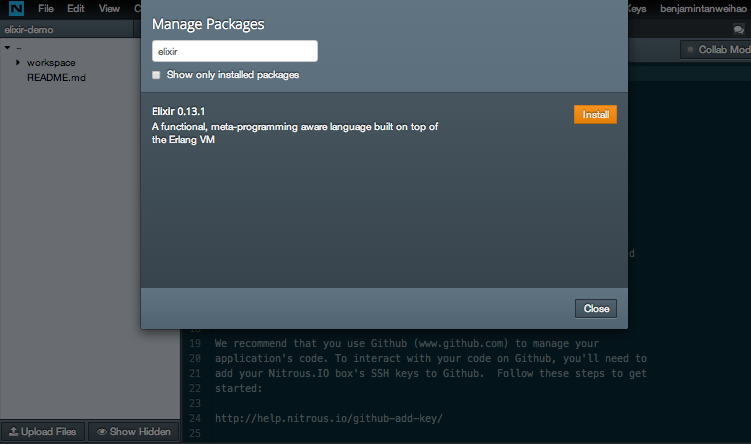 File Edit View C
Keys benjamintanweihao
elixir-demo
Collab Mod
..
workspace
README.md
Manage Packages
elixir
Show only installed packages
Elixir 0.13.1
A functional, meta-programming aware language built on top of
the Erlang VM
Install
d
Close
18
19 We recommend that you use Github (www.github.com) to manage your
20 application's code. To interact with your code on Github, you'll need to
21 add your Nitrous.IO box's SSH keys to Github.  Follow these steps to get
22 started:
23
24 http://help.nitrous.io/github-add-key/
25
Upload Files
Show Hidden